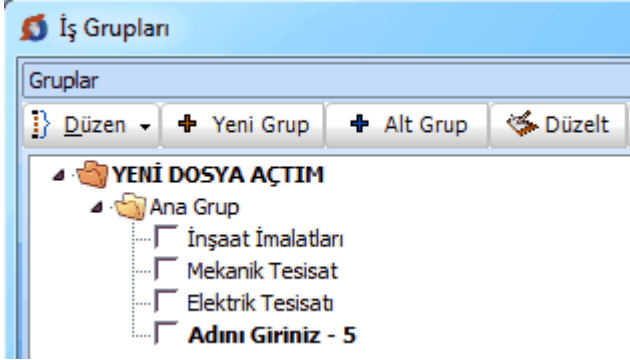 İş Grupları
Gruplar
Düzen Yeni Grup Alt Grup Düzelt
YENİ DOSYA AÇTIM
Ana Grup
İnşaat İmalatları
Mekanik Tesisat
Elektrik Tesisatı
Adını Giriniz - 5